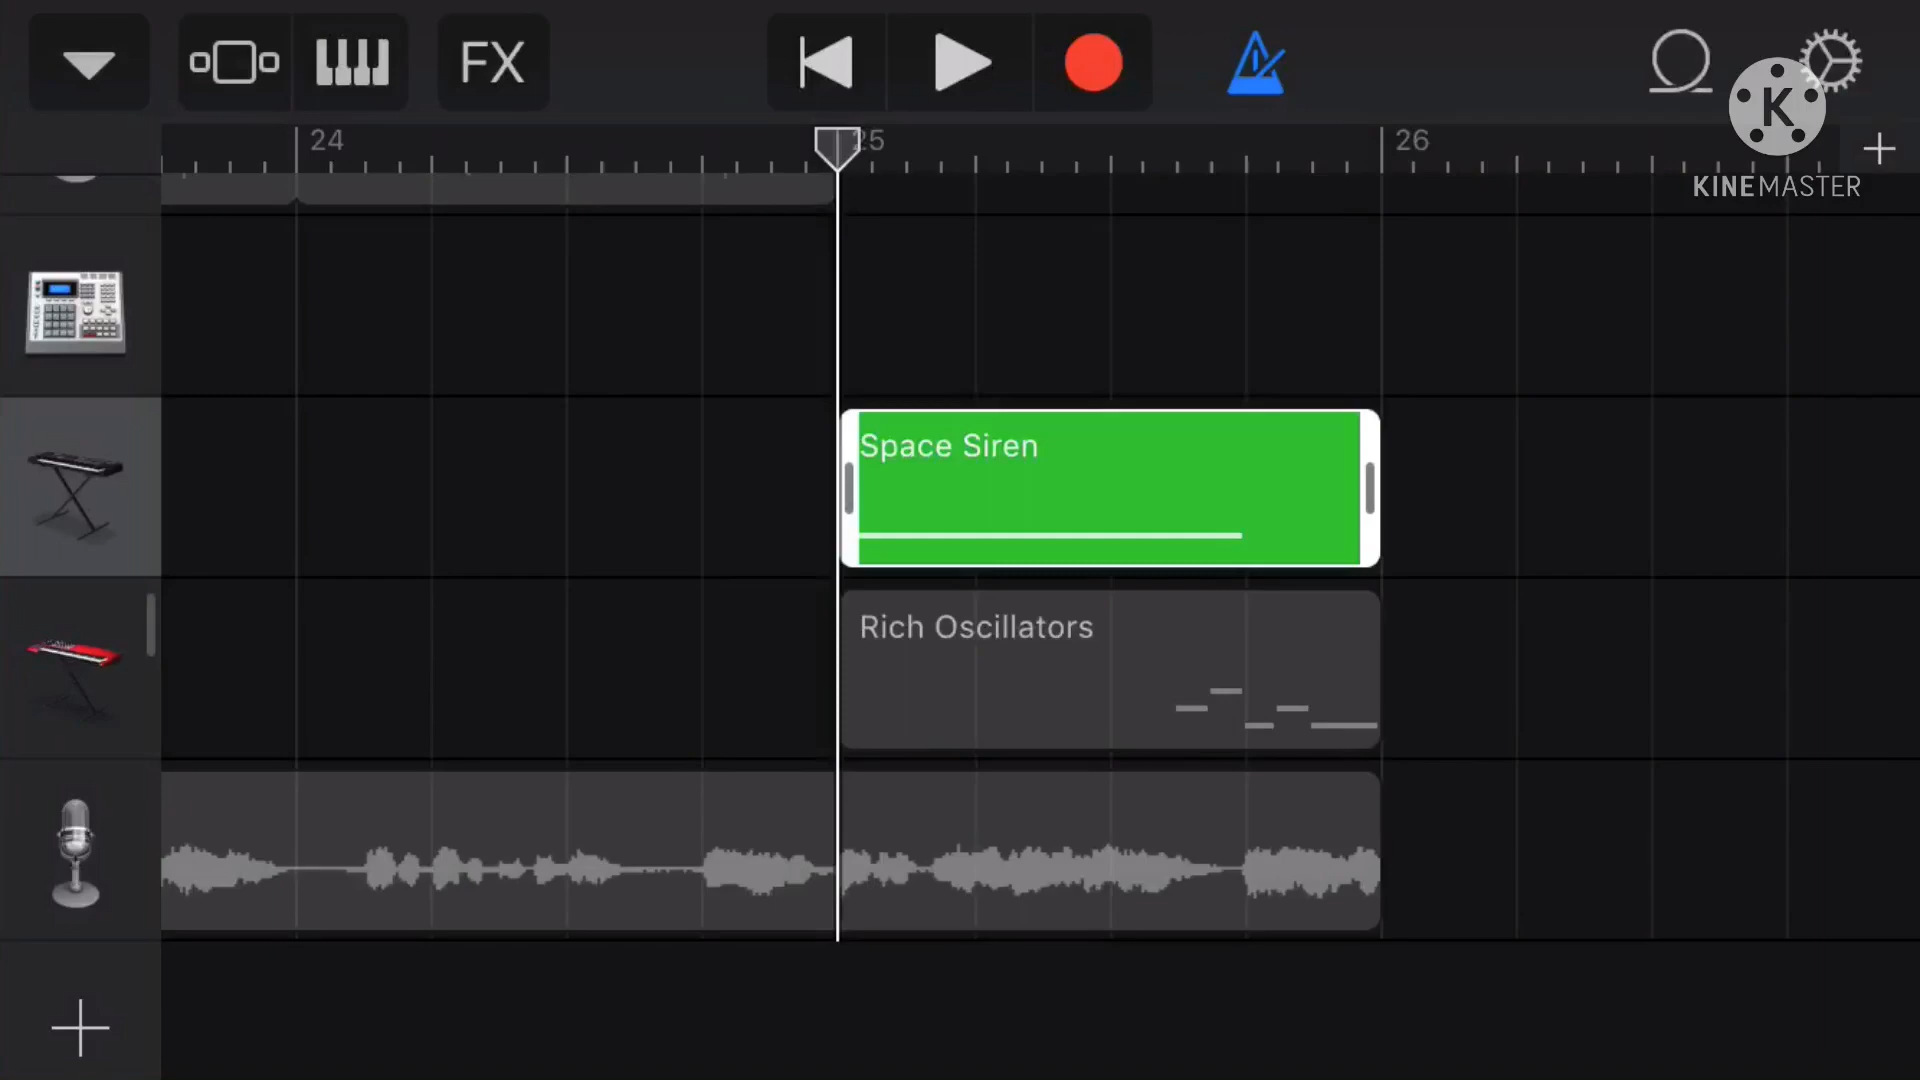 FX
24
25
26
K
KINEMASTER
Space Siren
Rich Oscillators